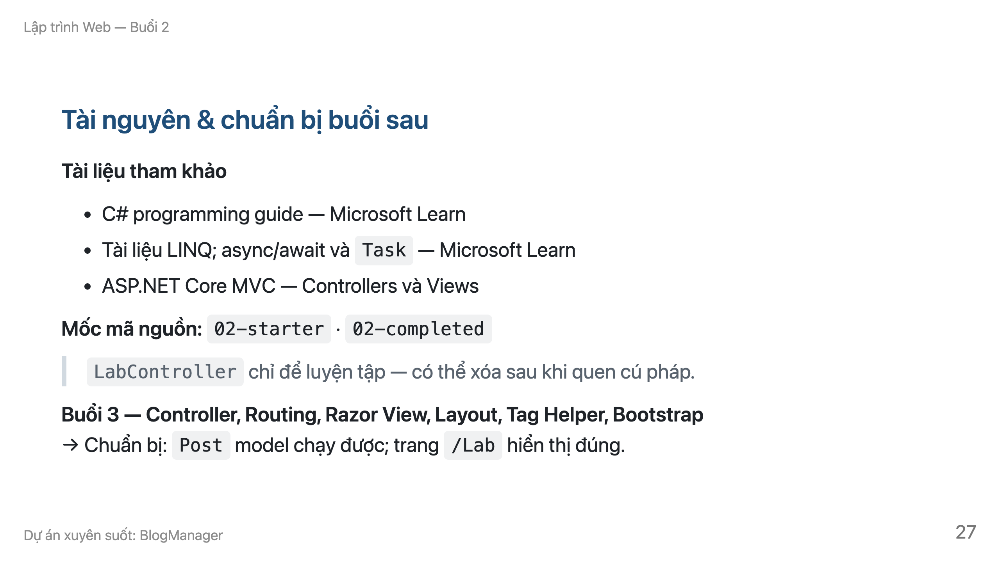 Lập trình Web — Buổi 2
Tài nguyên & chuẩn bị buổi sau
Tài liệu tham khảo
• C# programming guide — Microsoft Learn
• Tài liệu LINQ; async/await và Task — Microsoft Learn
• ASP.NET Core MVC — Controllers và Views
Mốc mã nguồn: 02-starter · 02-completed
LabController chỉ để luyện tập — có thể xóa sau khi quen cú pháp.
Buổi 3 — Controller, Routing, Razor View, Layout, Tag Helper, Bootstrap
→ Chuẩn bị: Post model chạy được; trang /Lab hiển thị đúng.
Dự án xuyên suốt: BlogManager
27